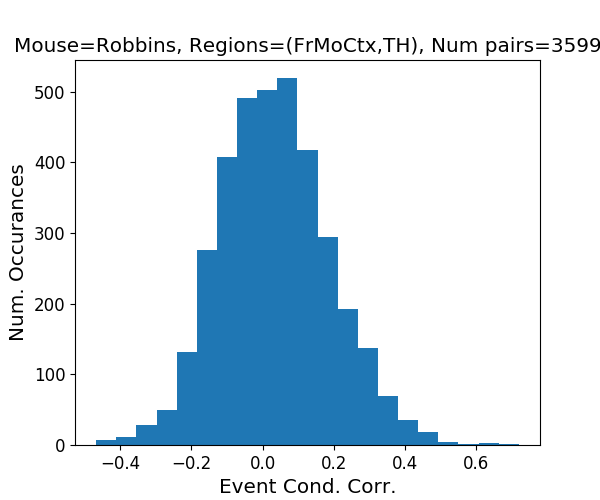 Mouse=Robbins, Regions=(FrMoCtx,TH), Num pairs=3599
500
400
300
200
100
0
Num. Occurances
−0.4 −0.2 0.0 0.2 0.4 0.6
Event Cond. Corr.